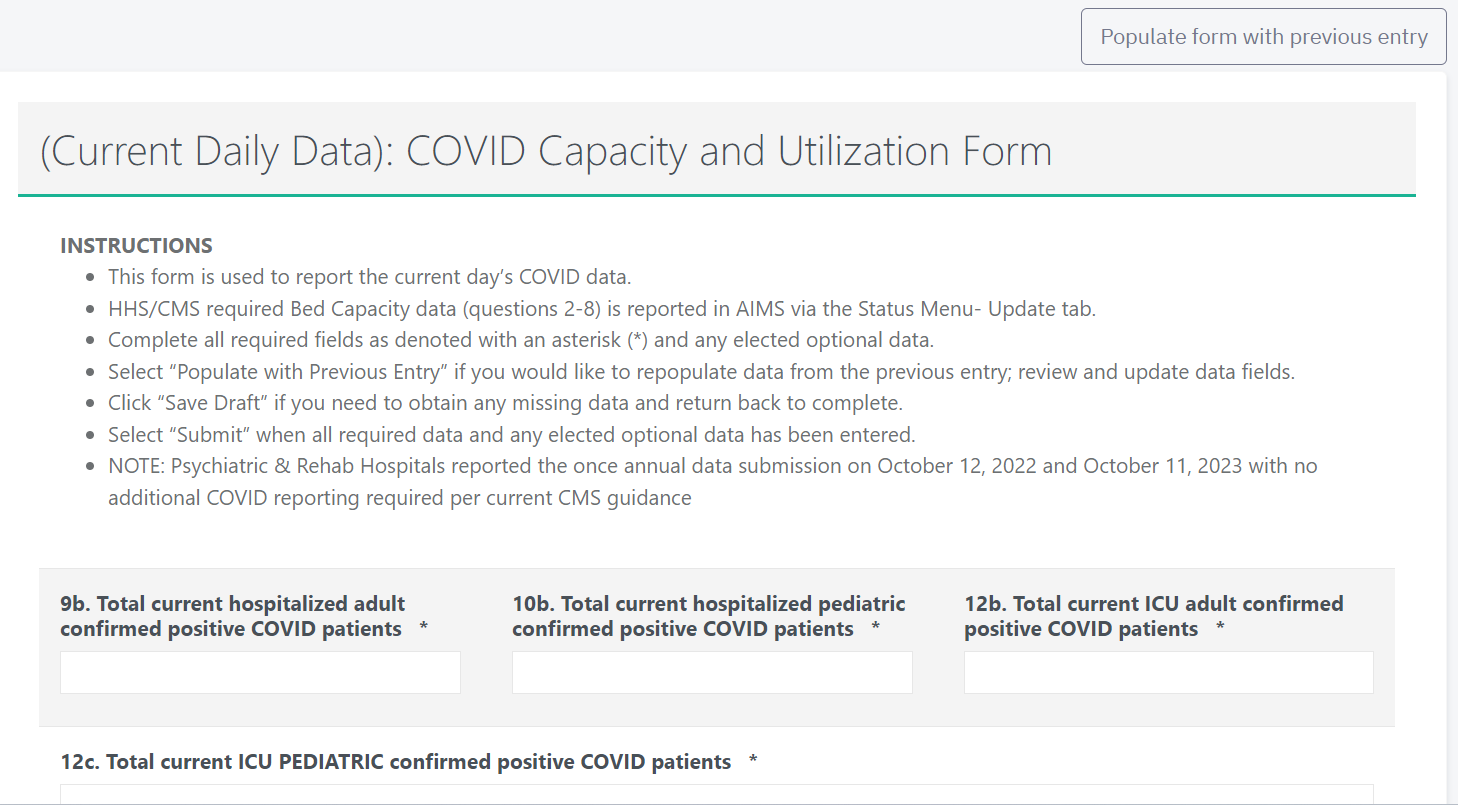 Populate form with previous entry
(Current Daily Data): COVID Capacity and Utilization Form
INSTRUCTIONS
• This form is used to report the current day’s COVID data.
• HHS/CMS required Bed Capacity data (questions 2-8) is reported in AIMS via the Status Menu- Update tab.
• Complete all required fields as denoted with an asterisk (*) and any elected optional data.
• Select “Populate with Previous Entry” if you would like to repopulate data from the previous entry; review and update data fields.
• Click “Save Draft” if you need to obtain any missing data and return back to complete.
• Select “Submit” when all required data and any elected optional data has been entered.
• NOTE: Psychiatric & Rehab Hospitals reported the once annual data submission on October 12, 2022 and October 11, 2023 with no
additional COVID reporting required per current CMS guidance
9b. Total current hospitalized adult
confirmed positive COVID patients *
10b. Total current hospitalized pediatric
confirmed positive COVID patients *
12b. Total current ICU adult confirmed
positive COVID patients *
12c. Total current ICU PEDIATRIC confirmed positive COVID patients *